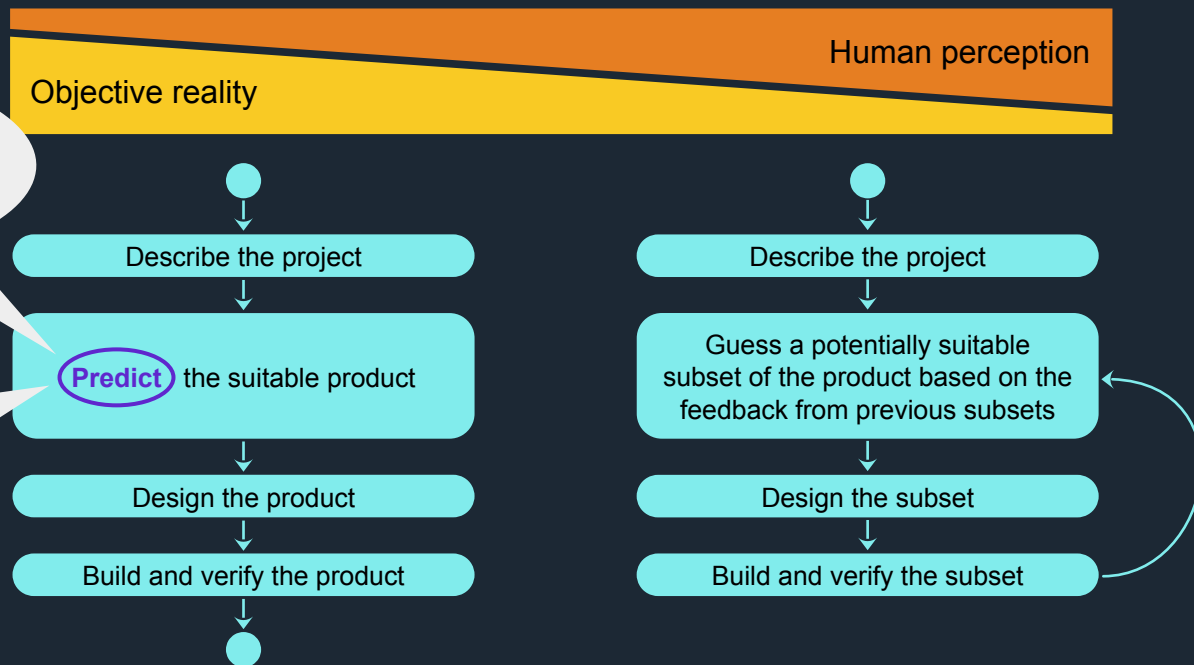 Human perception
Objective reality
Describe the project
Predict the suitable product
Design the product
Build and verify the product
Describe the project
Guess a potentially suitable
subset of the product based on the
feedback from previous subsets
Design the subset
Build and verify the subset